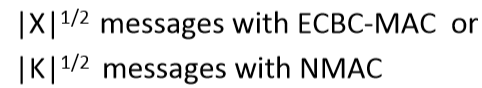 |X|^1/2 messages with ECBC-MAC or
|K|^1/2 messages with NMAC